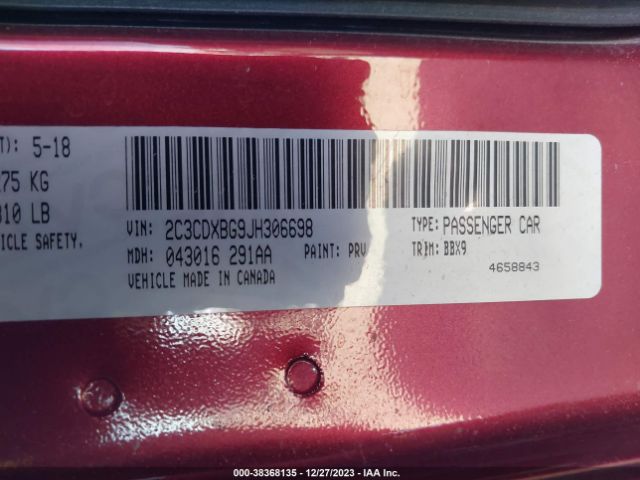 T): 5-18
275 KG
810 LB
ICLE SAFETY,
VIN: 2C3CDXBG9JH306698
TYPE: PASSENGER CAR
MDH: 043016 291AA
PAINT: PRV
TRIM: BBX9
VEHICLE MADE IN CANADA
4658843
000-38368135 - 12/27/2023 - IAA Inc.